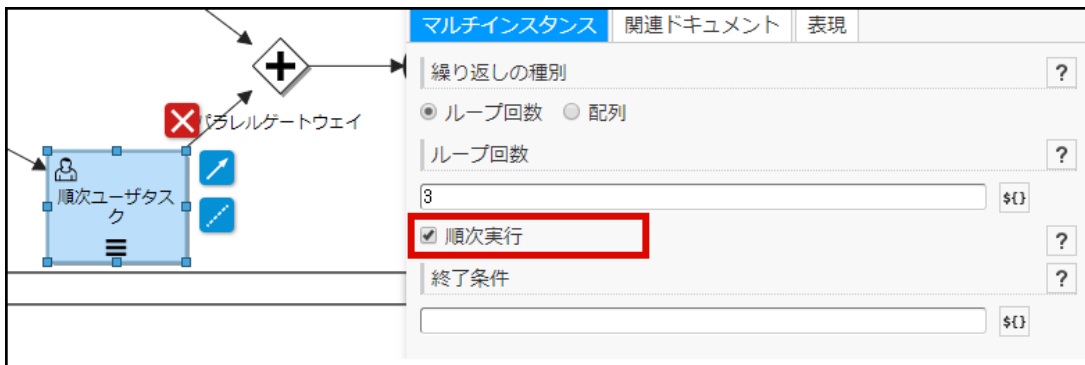 パラレルゲートウェイ
順次ユーザタス
ク
マルチインスタンス 関連ドキュメント 表現
繰り返しの種別 ?
ループ回数 配列
ループ回数 ?
3 ${}
順次実行 ?
終了条件 ?
${}